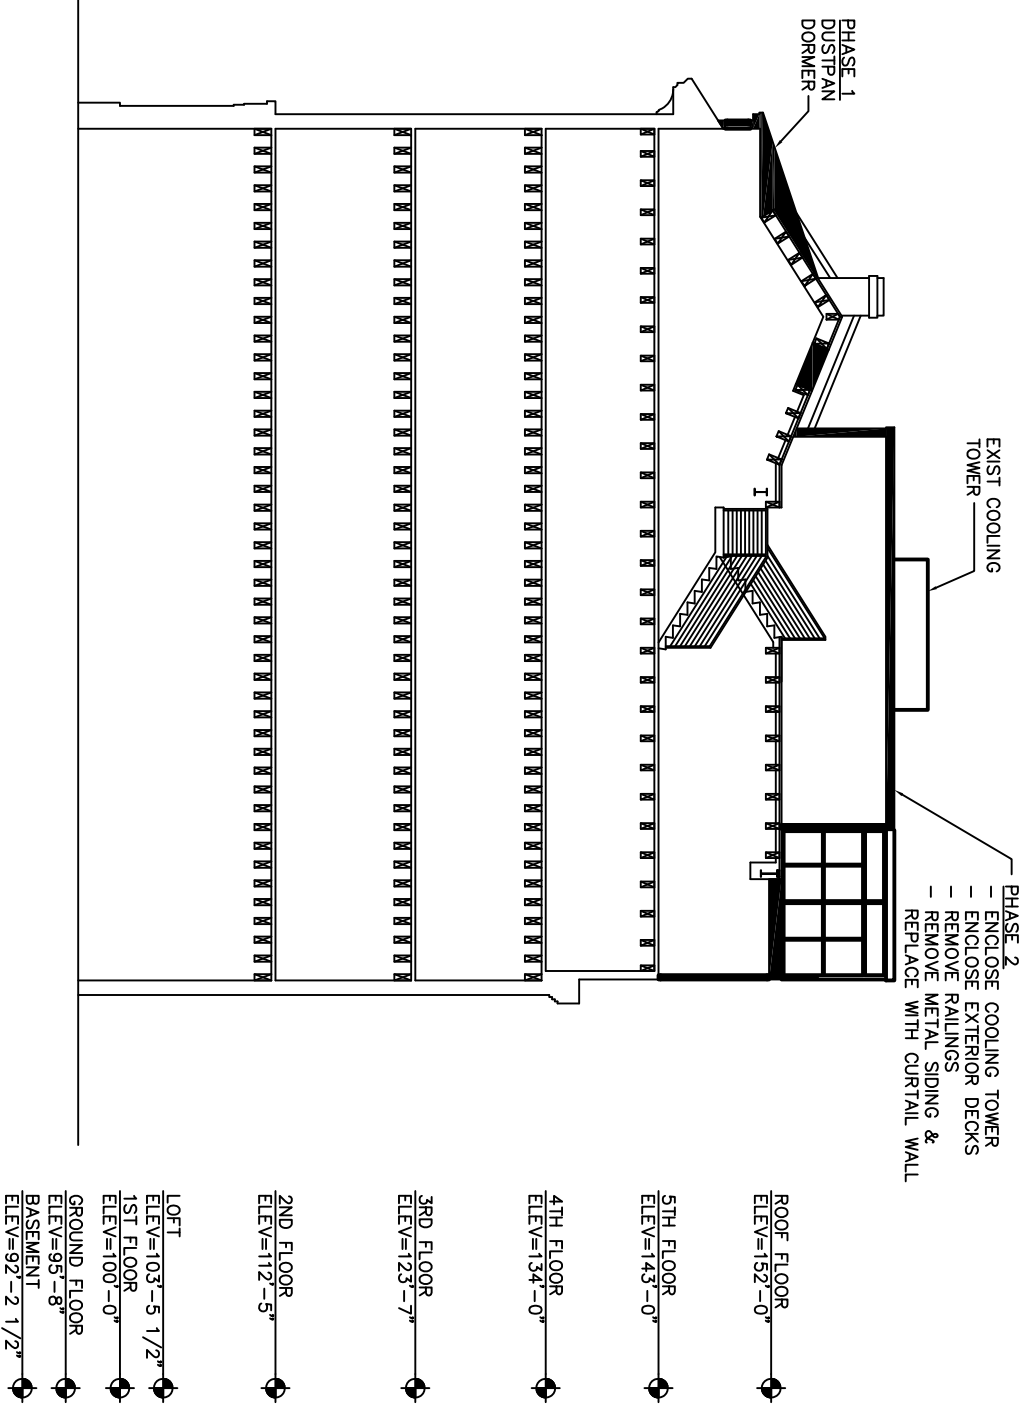 PHASE 1
DUSTPAN
DORMER
EXIST COOLING
TOWER
PHASE 2
- ENCLOSE COOLING TOWER
- ENCLOSE EXTERIOR DECKS
- REMOVE RAILINGS
- REMOVE METAL SIDING &
REPLACE WITH CURTAIL WALL
ROOF FLOOR
ELEV=152'-0"
5TH FLOOR
ELEV=143'-0"
4TH FLOOR
ELEV=134'-0"
3RD FLOOR
ELEV=123'-7"
2ND FLOOR
ELEV=112'-5"
LOFT
ELEV=103'-5 1/2"
1ST FLOOR
ELEV=100'-0"
GROUND FLOOR
ELEV=95'-8"
BASEMENT
ELEV=92'-2 1/2"